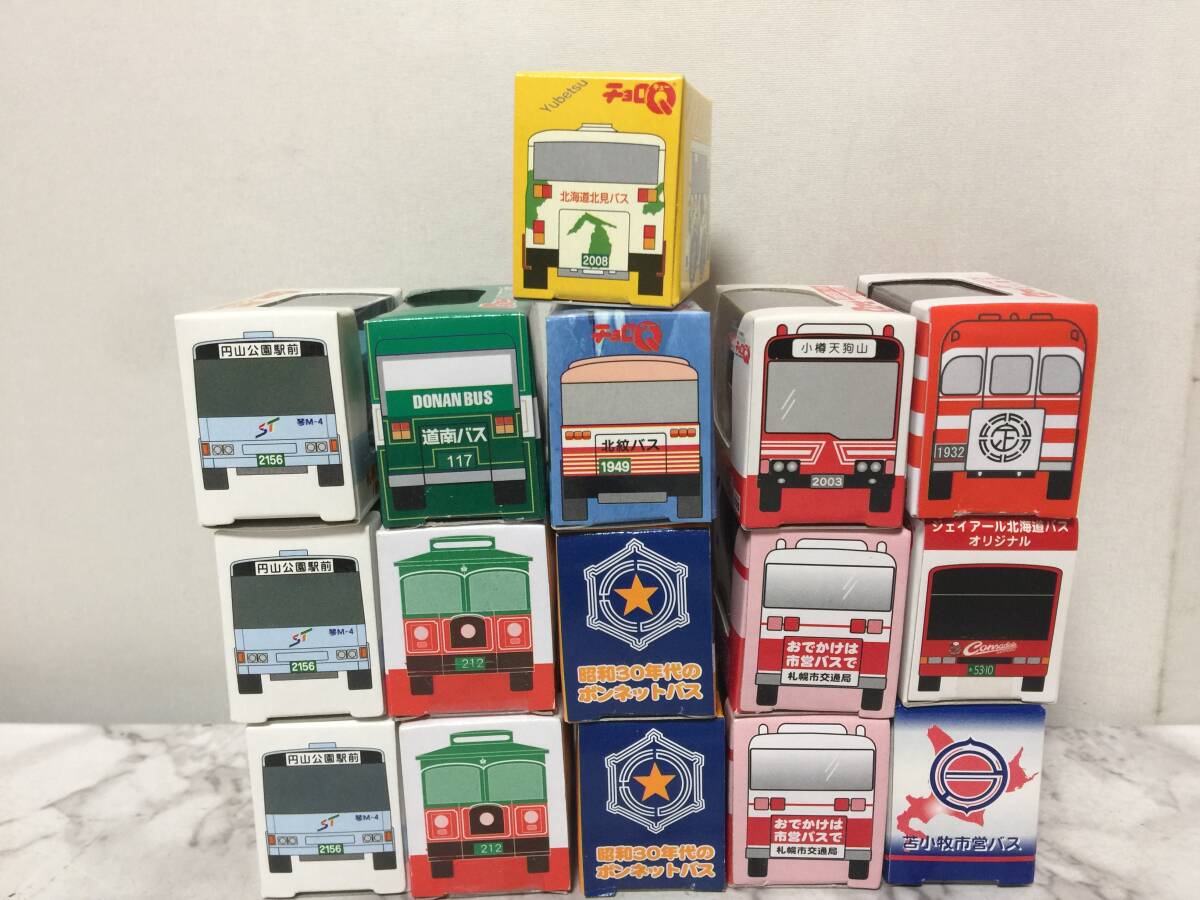 Yubetsu
チョロQ
北海道北見バス
2008
円山公園駅前
ST
琴M-4
2156
DONAN BUS
道南バス
117
チョロQ
北紋バス
1949
小樽天狗山
2003
1932
円山公園駅前
ST
琴M-4
2156
212
昭和30年代の
ボンネットバス
おでかけは
市営バスで
札幌市交通局
ジェイアール北海道バス
オリジナル
Consadole
5310
円山公園駅前
ST
琴M-4
2156
212
昭和30年代の
ボンネットバス
おでかけは
市営バスで
札幌市交通局
苫小牧市営バス